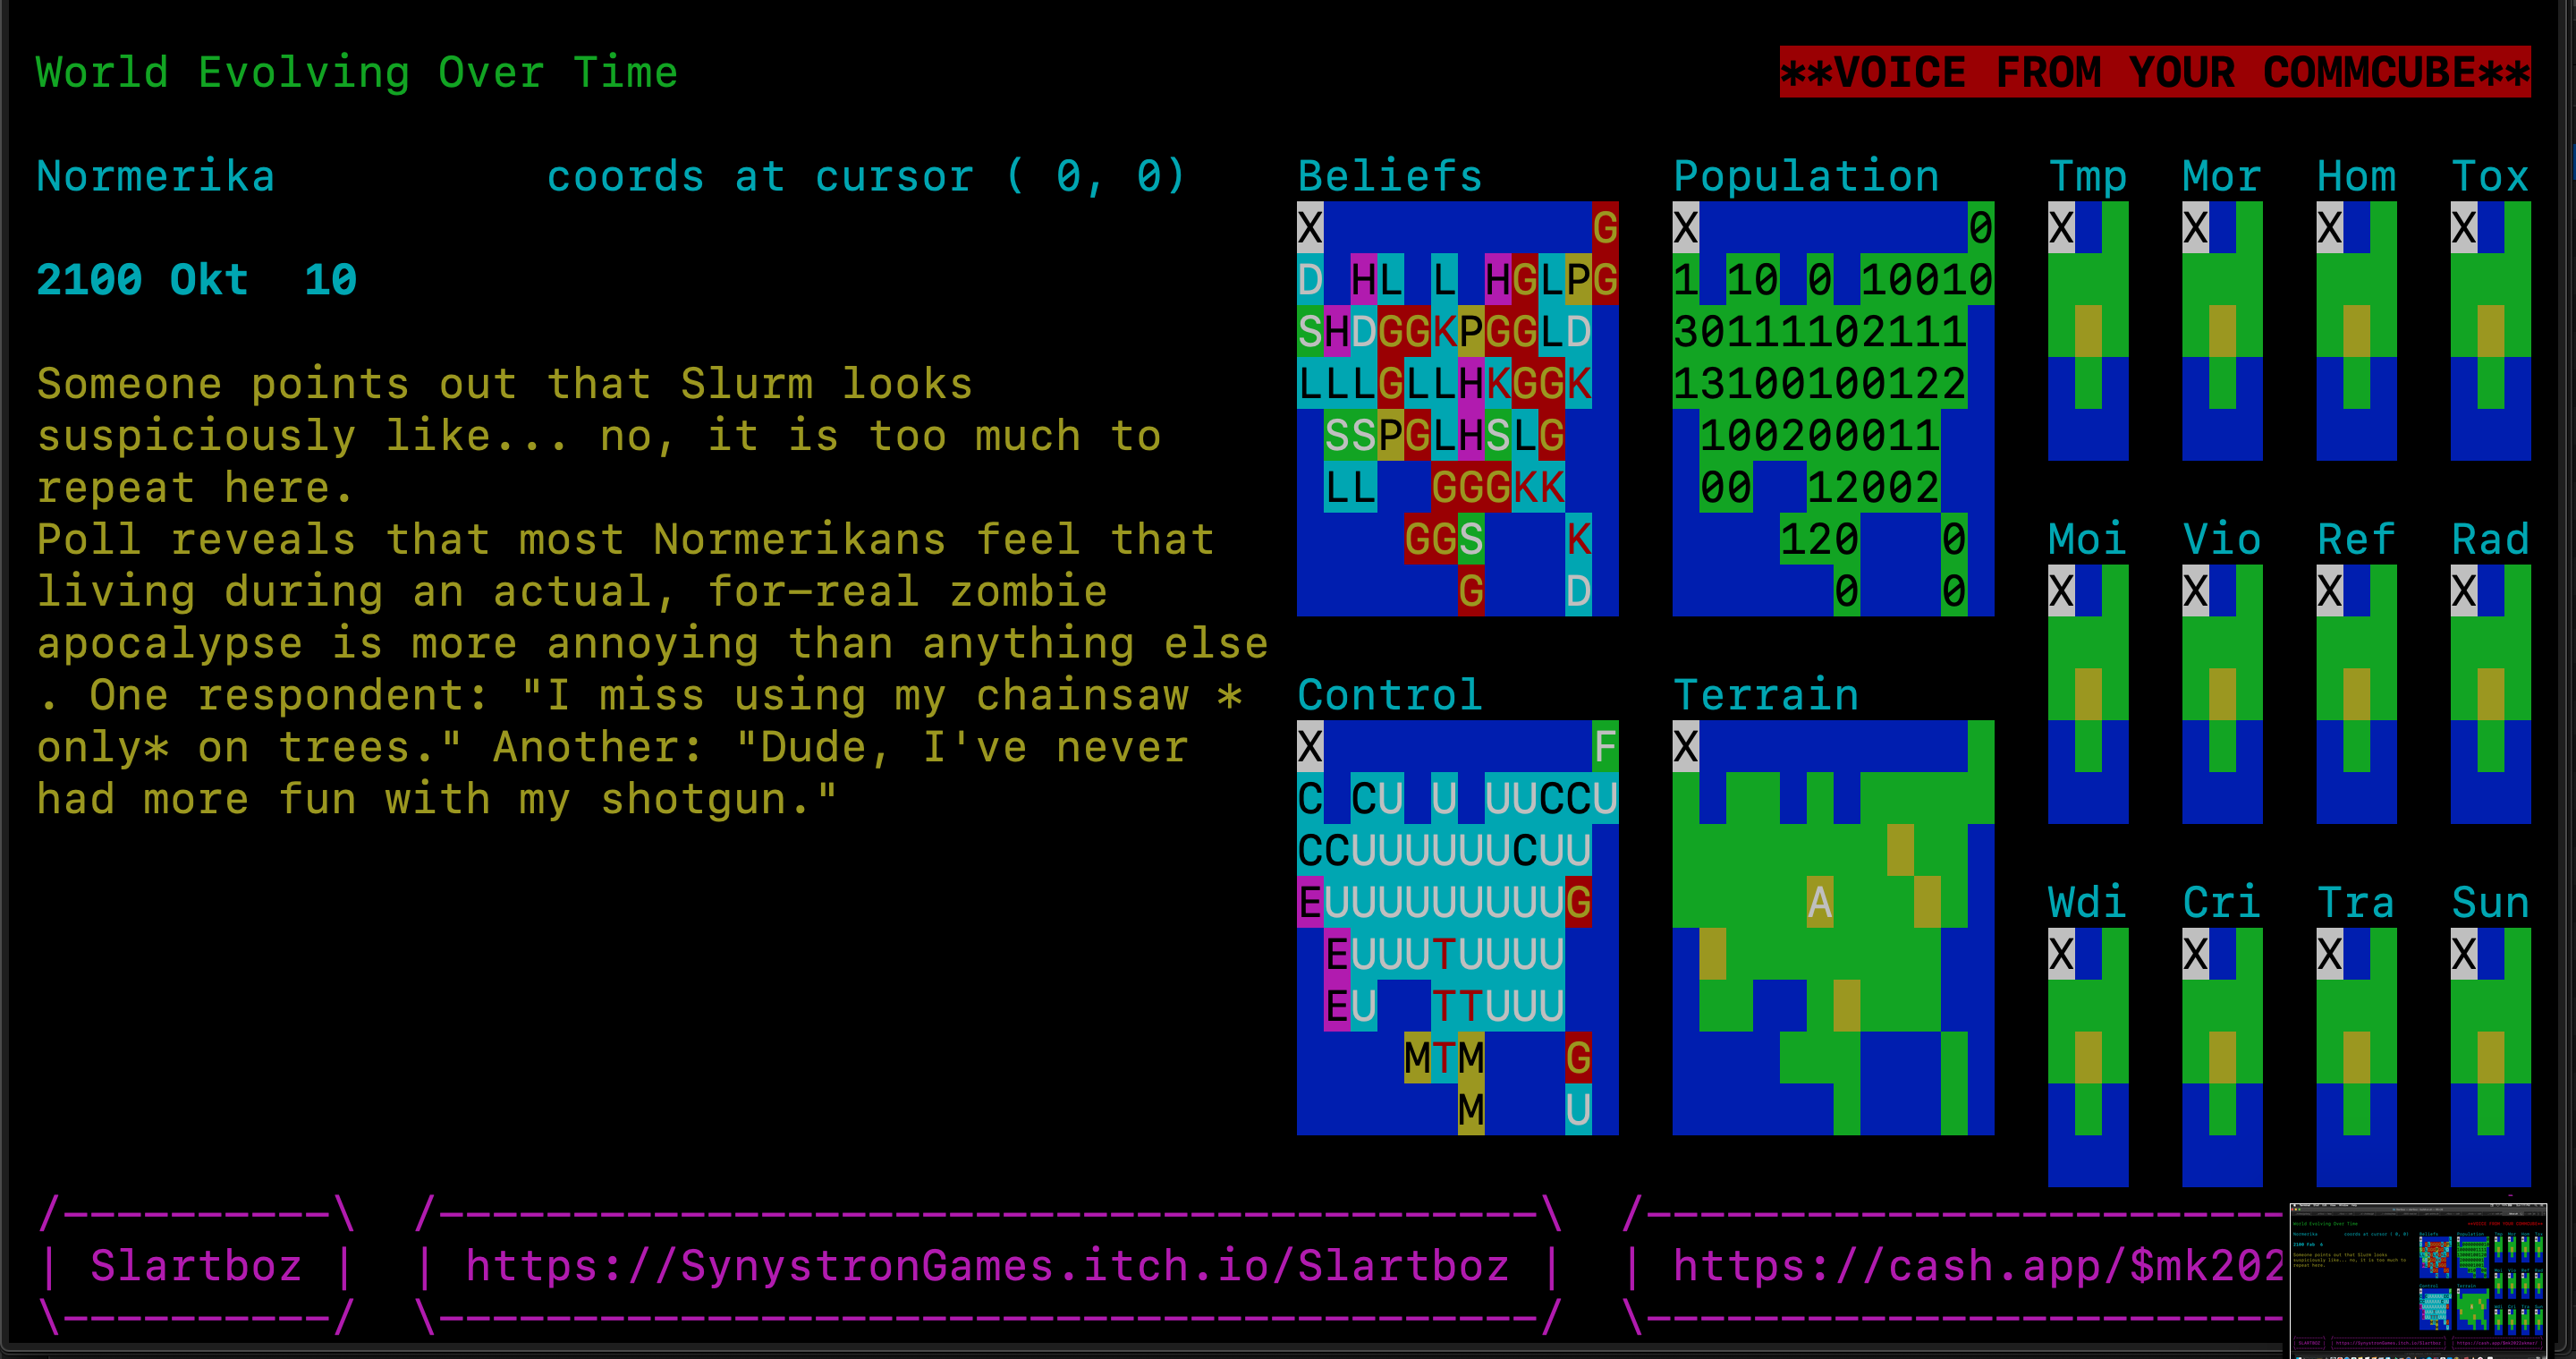 World Evolving Over Time **VOICE FROM YOUR COMMCUBE**
Normerika coords at cursor ( 0, 0) Beliefs Population Tmp Mor Hom Tox
X G X 0 X X X X
2100 Okt 10 D HL L HGLPG 1 10 0 10010
SHDGGKPGGLD 30111102111
Someone points out that Slurm looks LLLGLLHKGGK 13100100122
suspiciously like... no, it is too much to SSPGLHSLG 100200011
repeat here. LL GGGKK 00 12002
Poll reveals that most Normerikans feel that GGS K 120 0 Moi Vio Ref Rad
living during an actual, for-real zombie G D 0 0 X X X X
apocalypse is more annoying than anything else
. One respondent: "I miss using my chainsaw * Control Terrain
only* on trees." Another: "Dude, I've never X F X
had more fun with my shotgun." C CU U UUCCU
CCUUUUUUCUU
EUUUUUUUUUG A Wdi Cri Tra Sun
EUUUTUUUU X X X X
EU TTUUU
MTM G
M U
/----------\ /-----------------------------------------\ /------------------------
| Slartboz | | https://SynystronGames.itch.io/Slartboz | | https://cash.app/$mk202
\----------/ \-----------------------------------------/ \------------------------